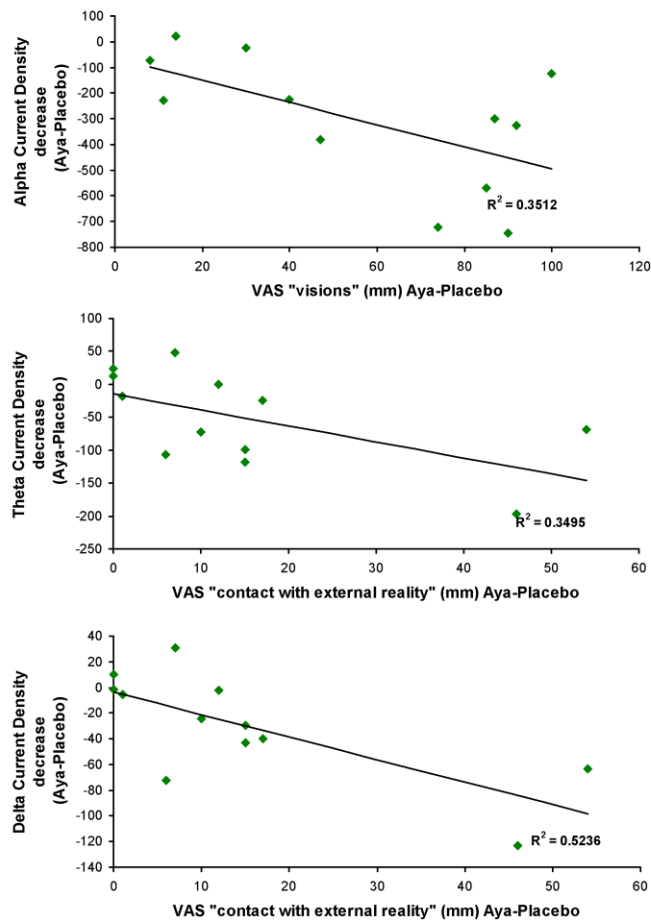 Alpha Current Density
decrease
(Aya-Placebo)
100
0
-100
-200
-300
-400
-500
-600
-700
-800
R² = 0.3512
0 20 40 60 80 100 120
VAS "visions" (mm) Aya-Placebo
Theta Current Density
decrease
(Aya-Placebo)
100
50
0
-50
-100
-150
-200
-250
R² = 0.3495
0 10 20 30 40 50 60
VAS "contact with external reality" (mm) Aya-Placebo
Delta Current Density
decrease
(Aya-Placebo)
40
20
0
-20
-40
-60
-80
-100
-120
-140
R² = 0.5236
0 10 20 30 40 50 60
VAS "contact with external reality" (mm) Aya-Placebo